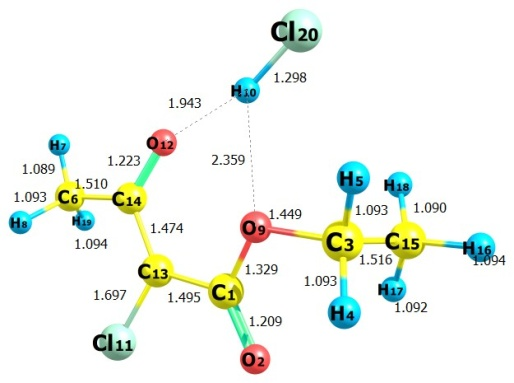 Cl20
H10
1.298
1.943
O12
H7
1.223
2.359
1.089
1.510
H5
H18
1.093
C6
C14
1.449
1.093
1.090
H8
H19
O9
1.094
1.474
C3
C15
H16
1.516
1.094
C13
1.329
1.093
H17
1.697
1.495
C1
1.092
H4
1.209
Cl11
O2